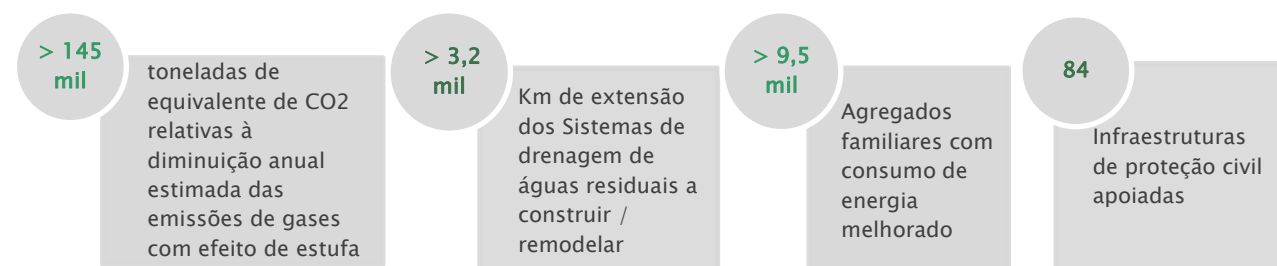 > 145
mil
toneladas de
equivalente de CO2
relativas à
diminuição anual
estimada das
emissões de gases
com efeito de estufa
> 3,2
mil
Km de extensão
dos Sistemas de
drenagem de
águas residuais a
construir /
remodelar
> 9,5
mil
Agregados
familiares com
consumo de
energia
melhorado
84
Infraestruturas
de proteção civil
apoiadas